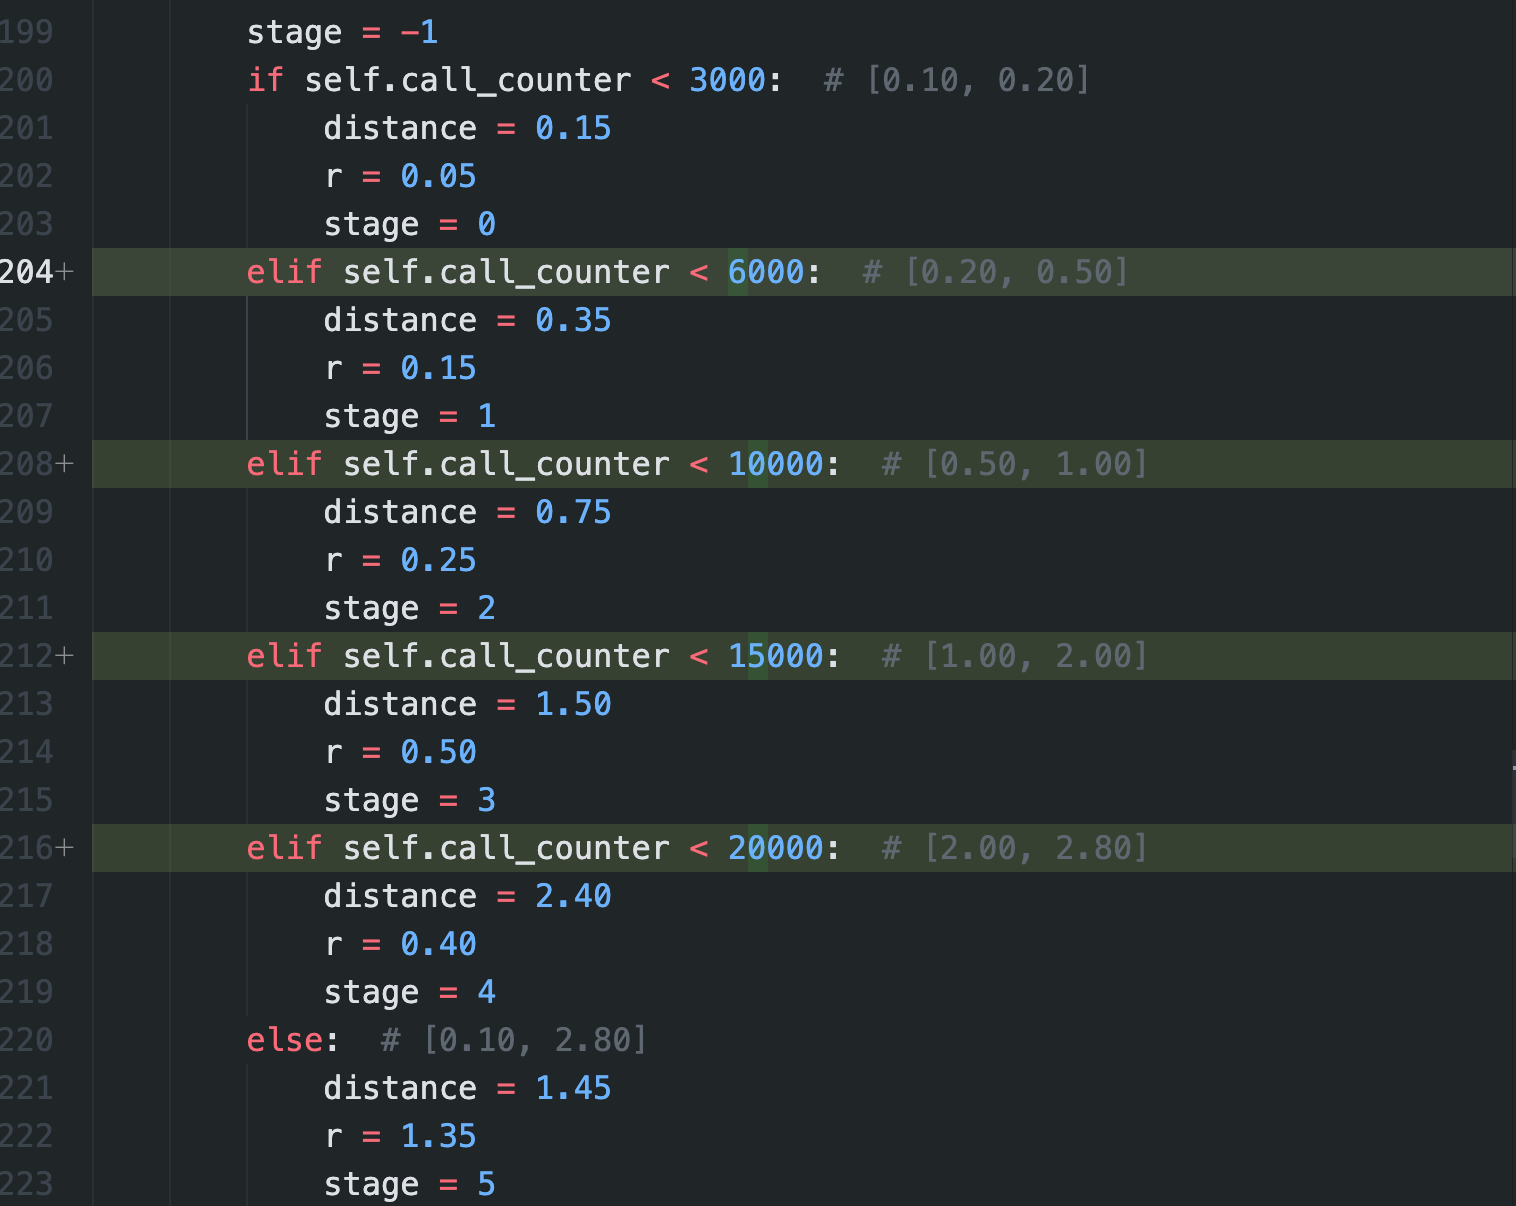 199 stage = -1
200 if self.call_counter < 3000:  # [0.10, 0.20]
201 distance = 0.15
202 r = 0.05
203 stage = 0
204+ elif self.call_counter < 6000:  # [0.20, 0.50]
205 distance = 0.35
206 r = 0.15
207 stage = 1
208+ elif self.call_counter < 10000:  # [0.50, 1.00]
209 distance = 0.75
210 r = 0.25
211 stage = 2
212+ elif self.call_counter < 15000:  # [1.00, 2.00]
213 distance = 1.50
214 r = 0.50
215 stage = 3
216+ elif self.call_counter < 20000:  # [2.00, 2.80]
217 distance = 2.40
218 r = 0.40
219 stage = 4
220 else:  # [0.10, 2.80]
221 distance = 1.45
222 r = 1.35
223 stage = 5